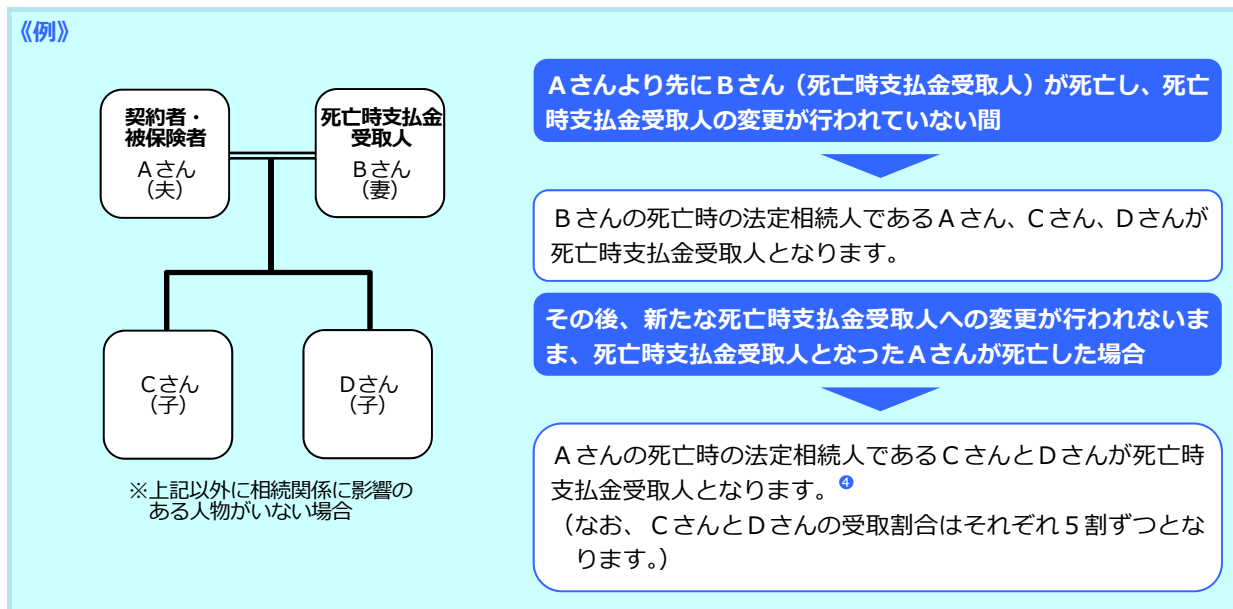 《例》
契約者・
被保険者
Aさん
(夫)
死亡時支払金
受取人
Bさん
(妻)
Cさん
(子)
Dさん
(子)
※上記以外に相続関係に影響の
ある人物がいない場合
Aさんより先にBさん(死亡時支払金受取人)が死亡し、死亡
時支払金受取人の変更が行われていない間
Bさんの死亡時の法定相続人であるAさん、Cさん、Dさんが
死亡時支払金受取人となります。
その後、新たな死亡時支払金受取人への変更が行われないま
ま、死亡時支払金受取人となったAさんが死亡した場合
Aさんの死亡時の法定相続人であるCさんとDさんが死亡時
支払金受取人となります。❹
(なお、CさんとDさんの受取割合はそれぞれ5割ずつとな
ります。)